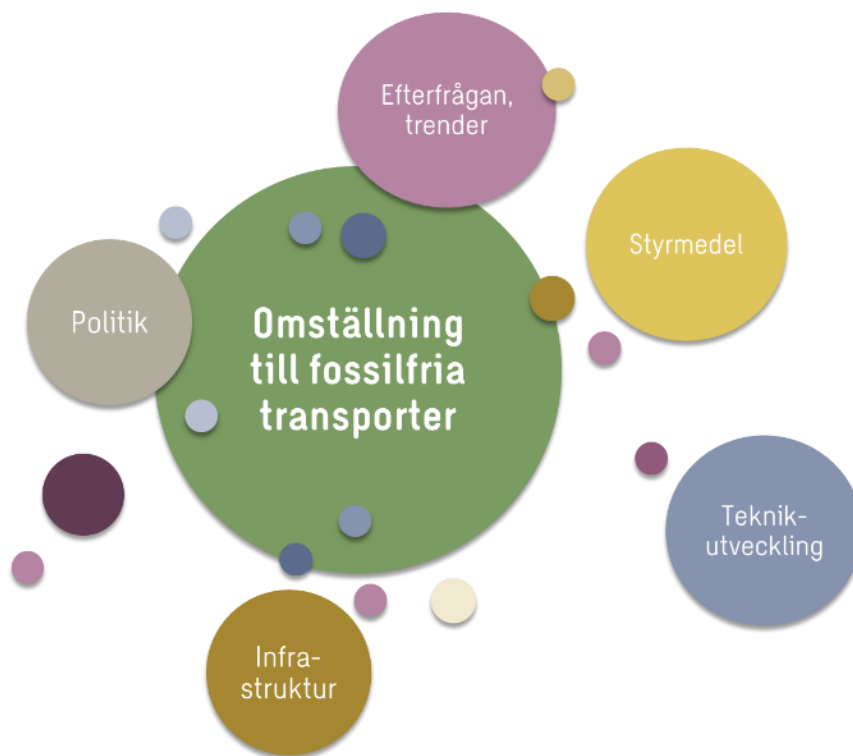 Efterfrågan,
trender
Styrmedel
Politik
Omställning
till fossilfria
transporter
Teknik-
utveckling
Infra-
struktur